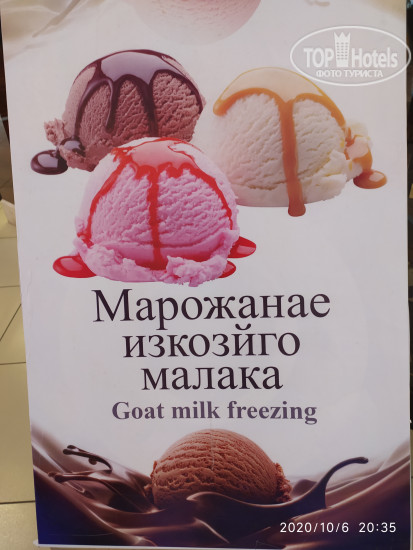 TOP Hotels
ФОТО ТУРИСТА
Марожанае
изкозйго
малака
Goat milk freezing
2020/10/6 20:35